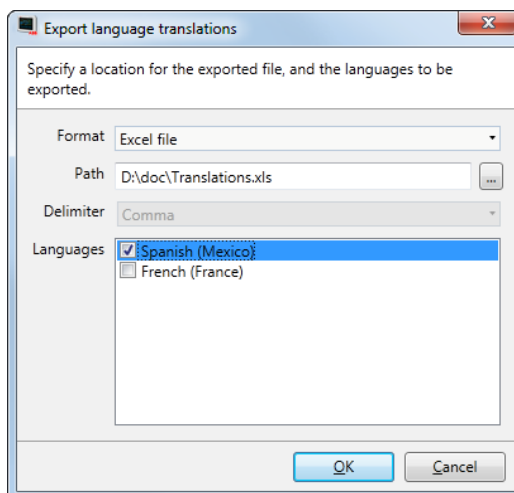 Export language translations
Specify a location for the exported file, and the languages to be
exported.
Format Excel file
Path D:\doc\Translations.xls ...
Delimiter Comma
Languages Spanish (Mexico)
French (France)
OK Cancel